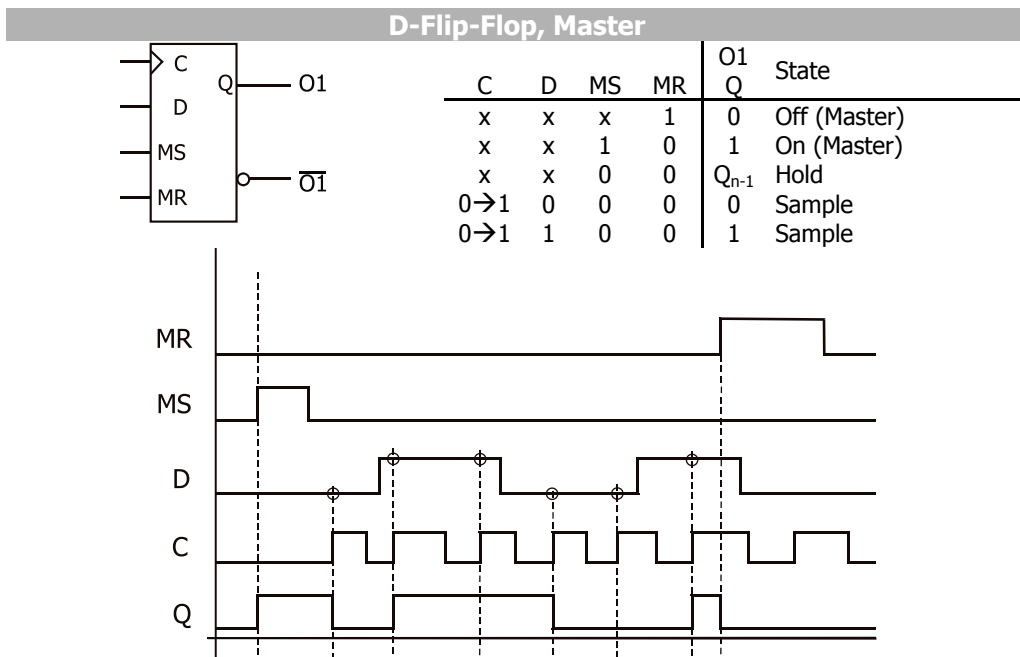 D-Flip-Flop, Master
C
D
MS
MR
Q
O1
O1
O1
C D MS MR Q State
x x x 1 0 Off (Master)
x x 1 0 1 On (Master)
x x 0 0 Qn-1 Hold
0→1 0 0 0 0 Sample
0→1 1 0 0 1 Sample
MR
MS
D
C
Q